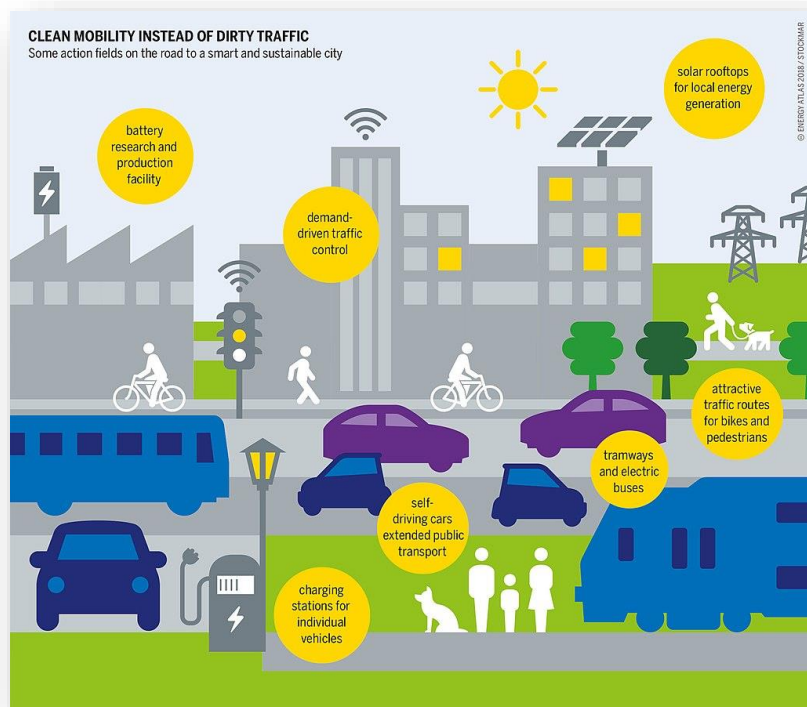 CLEAN MOBILITY INSTEAD OF DIRTY TRAFFIC
Some action fields on the road to a smart and sustainable city
© ENERGY ATLAS 2018 / STOCKMAR
solar rooftops
for local energy
generation
battery
research and
production
facility
demand-
driven traffic
control
attractive
traffic routes
for bikes and
pedestrians
tramways
and electric
buses
self-
driving cars
extended public
transport
charging
stations for
individual
vehicles